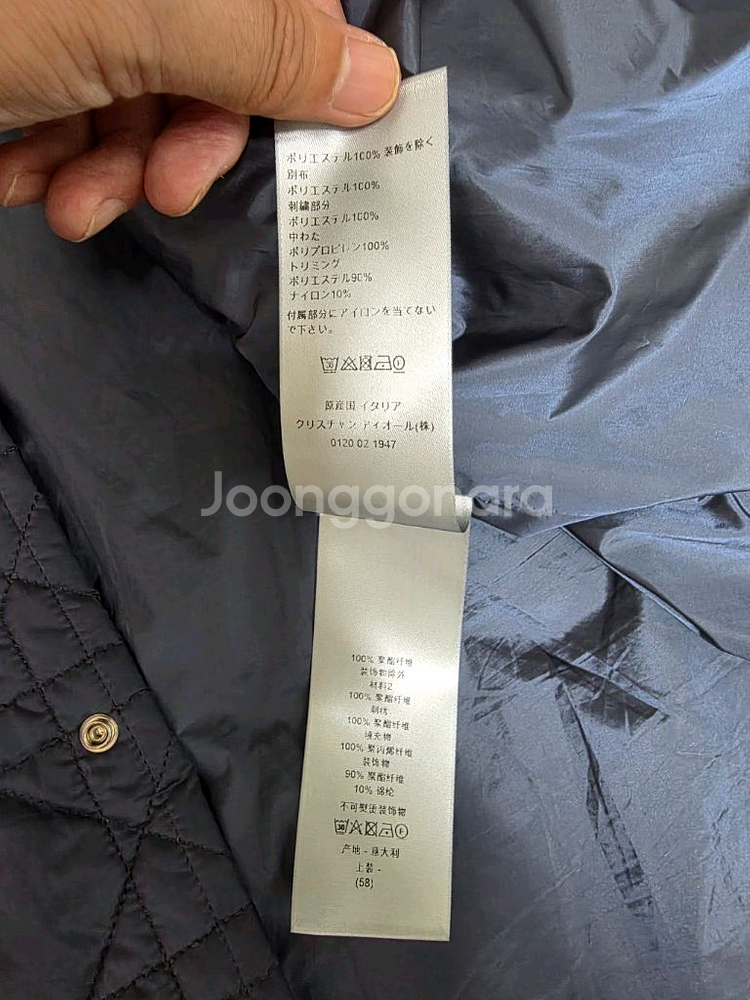 ポリエステル100% 装飾を除く
別布
ポリエステル100%
刺繍部分
ポリエステル100%
中わた
ポリプロピレン100%
トリミング
ポリエステル90%
ナイロン10%
付属部分にアイロンを当てない
で下さい。
原産国 イタリア
クリスチャン ディオール(株)
0120 02 1947
Joonggonara
100% 聚酯纤维
装饰物除外
材料2
100% 聚酯纤维
刺绣
100% 聚酯纤维
填充物
100% 聚丙烯纤维
装饰物
90% 聚酯纤维
10% 锦纶
不可熨烫装饰物
产地 - 意大利
上装 -
(58)